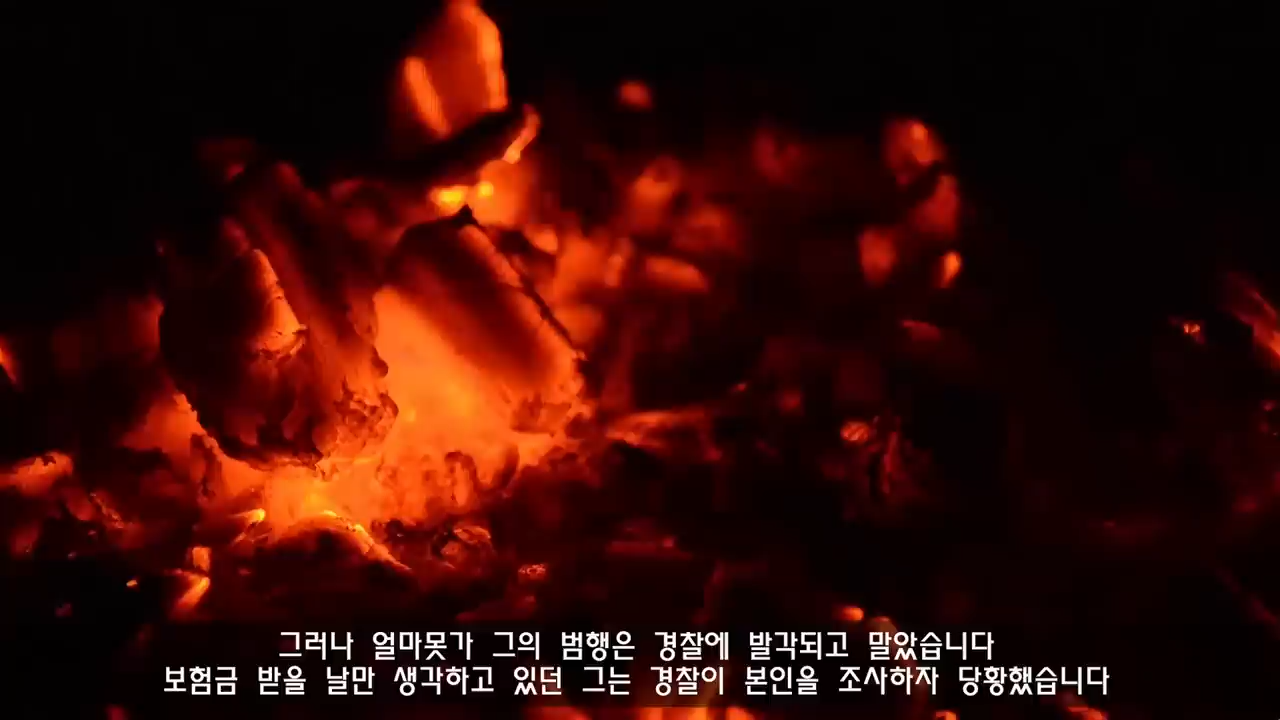 그러나 얼마못가 그의 범행은 경찰에 발각되고 말았습니다
보험금 받을 날만 생각하고 있던 그는 경찰이 본인을 조사하자 당황했습니다